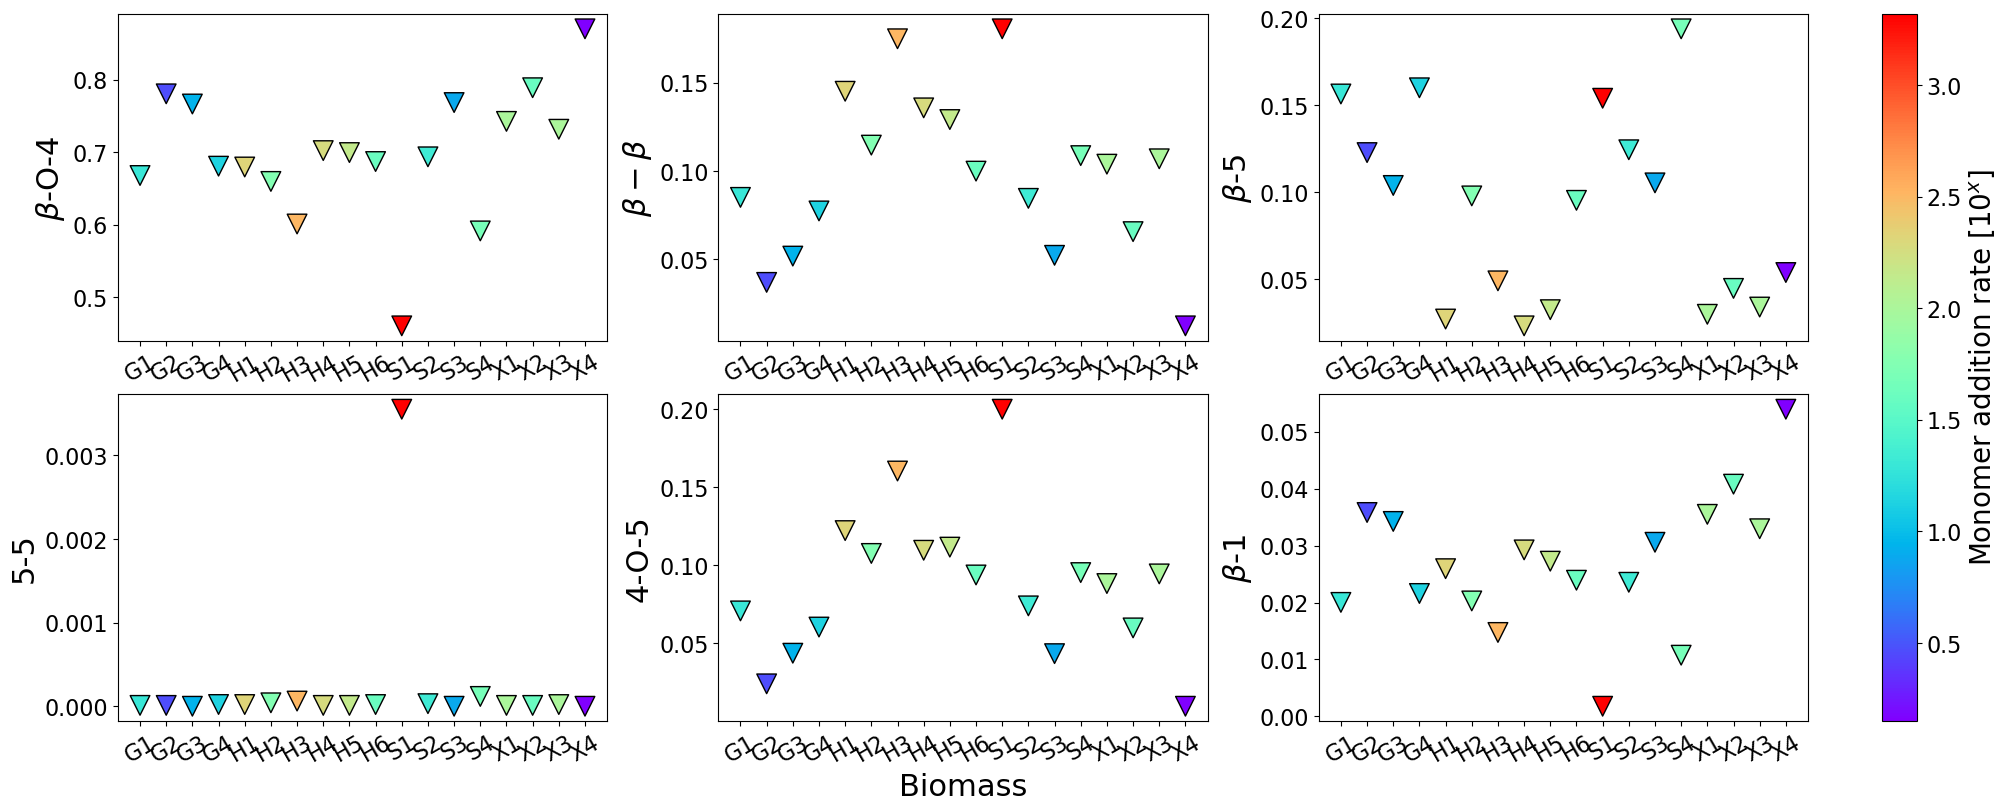 β-O-4
0.8
0.7
0.6
0.5
G1 G2 G3 G4 H1 H2 H3 H4 H5 H6 S1 S2 S3 S4 X1 X2 X3 X4
β − β
0.15
0.10
0.05
G1 G2 G3 G4 H1 H2 H3 H4 H5 H6 S1 S2 S3 S4 X1 X2 X3 X4
β-5
0.20
0.15
0.10
0.05
G1 G2 G3 G4 H1 H2 H3 H4 H5 H6 S1 S2 S3 S4 X1 X2 X3 X4
5-5
0.003
0.002
0.001
0.000
G1 G2 G3 G4 H1 H2 H3 H4 H5 H6 S1 S2 S3 S4 X1 X2 X3 X4
4-O-5
0.20
0.15
0.10
0.05
G1 G2 G3 G4 H1 H2 H3 H4 H5 H6 S1 S2 S3 S4 X1 X2 X3 X4
Biomass
β-1
0.05
0.04
0.03
0.02
0.01
0.00
G1 G2 G3 G4 H1 H2 H3 H4 H5 H6 S1 S2 S3 S4 X1 X2 X3 X4
3.0
2.5
2.0
1.5
1.0
0.5
Monomer addition rate [10^x]